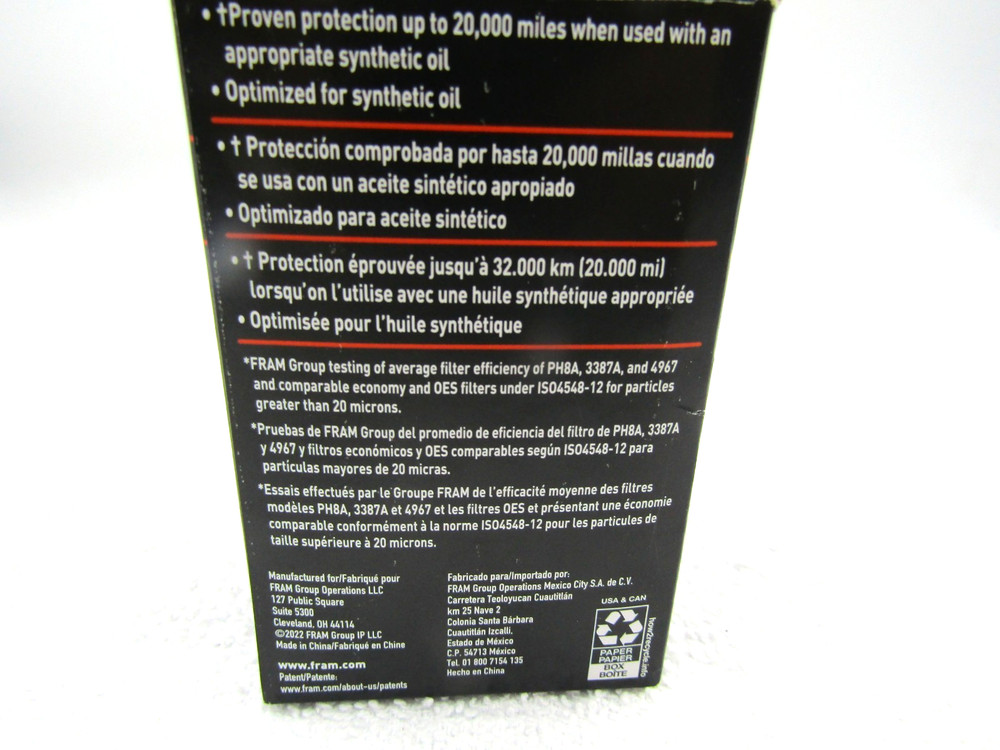 • †Proven protection up to 20,000 miles when used with an
appropriate synthetic oil
• Optimized for synthetic oil
• † Protección comprobada por hasta 20,000 millas cuando
se usa con un aceite sintético apropiado
• Optimizado para aceite sintético
• † Protection éprouvée jusqu'à 32.000 km (20.000 mi)
lorsqu'on l'utilise avec une huile synthétique appropriée
• Optimisée pour l'huile synthétique
*FRAM Group testing of average filter efficiency of PH8A, 3387A, and 4967
and comparable economy and OES filters under ISO4548-12 for particles
greater than 20 microns.
*Pruebas de FRAM Group del promedio de eficiencia del filtro de PH8A, 3387A
y 4967 y filtros económicos y OES comparables según ISO4548-12 para
particulas mayores de 20 micras.
*Essais effectués par le Groupe FRAM de l'efficacité moyenne des filtres
modèles PH8A, 3387A et 4967 et les filtres OES et présentant une économie
comparable conformément à la norme ISO4548-12 pour les particules de
taille supérieure à 20 microns.
Manufactured for/Fabriqué pour
FRAM Group Operations LLC
127 Public Square
Suite 5300
Cleveland, OH 44114
©2022 FRAM Group IP LLC
Made in China/Fabriqué en Chine
www.fram.com
Patent/Patente:
www.fram.com/about-us/patents
Fabricado para/Importado por:
FRAM Group Operations Mexico City S.A. de C.V.
Carretera Teoloyucan Cuautitlán
km 25 Nave 2
Colonia Santa Bárbara
Cuautitlán Izcalli,
Estado de México
C.P. 54713 México
Tel. 01 800 7154 135
Hecho en China
USA & CAN
PAPER
PAPIER
BOX
BOÎTE
how2recycle.info